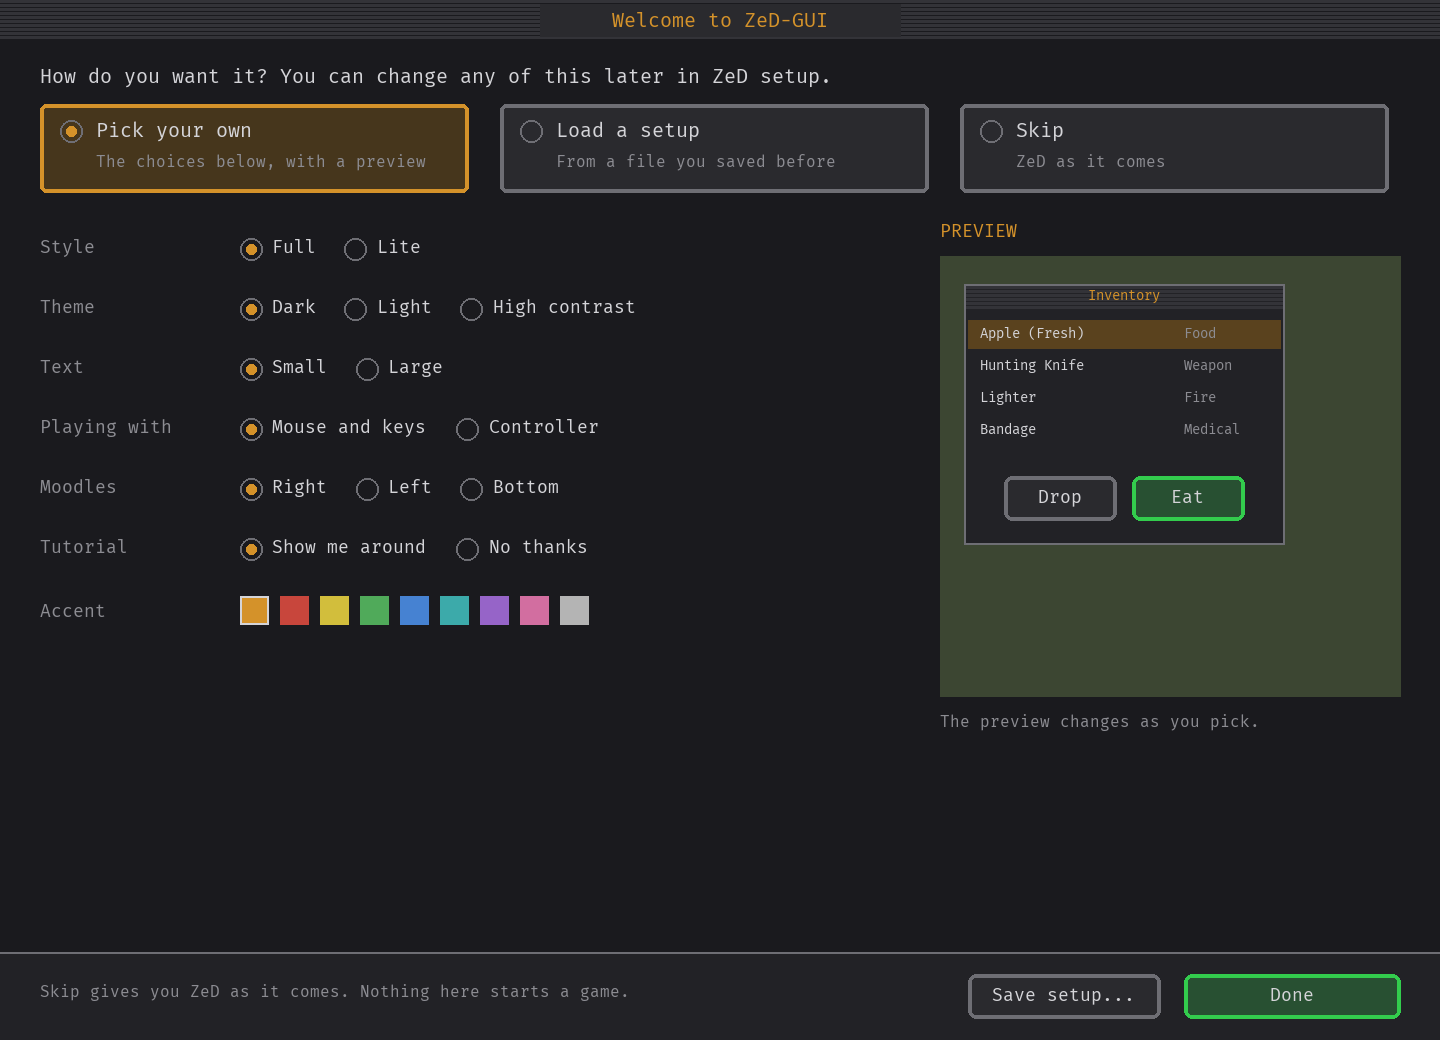 Welcome to ZeD-GUI
How do you want it? You can change any of this later in ZeD setup.
Pick your own
The choices below, with a preview
Load a setup
From a file you saved before
Skip
ZeD as it comes
Style Full Lite
Theme Dark Light High contrast
Text Small Large
Playing with Mouse and keys Controller
Moodles Right Left Bottom
Tutorial Show me around No thanks
Accent
PREVIEW
Inventory
Apple (Fresh) Food
Hunting Knife Weapon
Lighter Fire
Bandage Medical
Drop Eat
The preview changes as you pick.
Skip gives you ZeD as it comes. Nothing here starts a game.
Save setup... Done